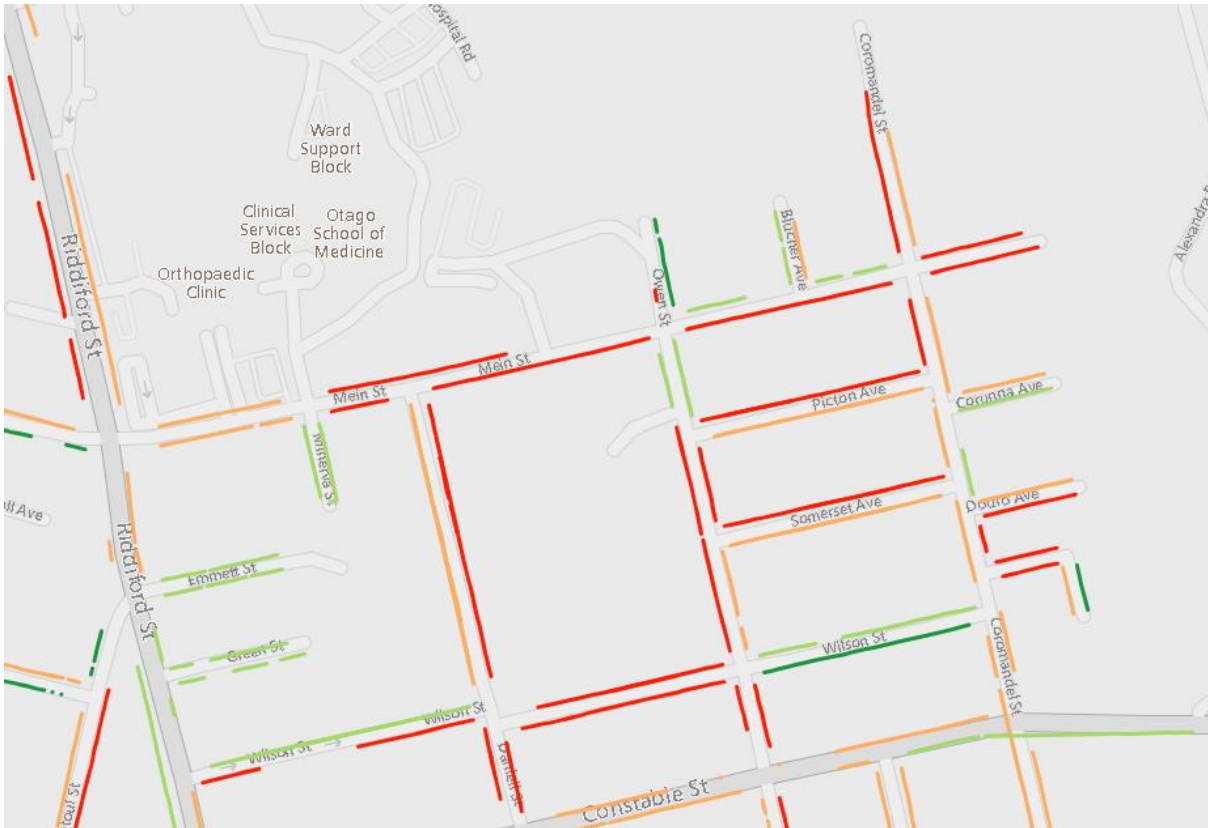 Hospital Rd
Coromandel St
Ward
Support
Block
Clinical
Services
Block
Otago
School of
Medicine
Blucher Ave
Orthopaedic
Clinic
Riddiford St
Owen St
Mein St
Mein St
Picton Ave
Corunna Ave
Minerva St
Somerset Ave
Douro Ave
Riddiford St
Emmett St
Green St
Wilson St
Coromandel St
Wilson St
Wilson St
Daniell St
Constable St